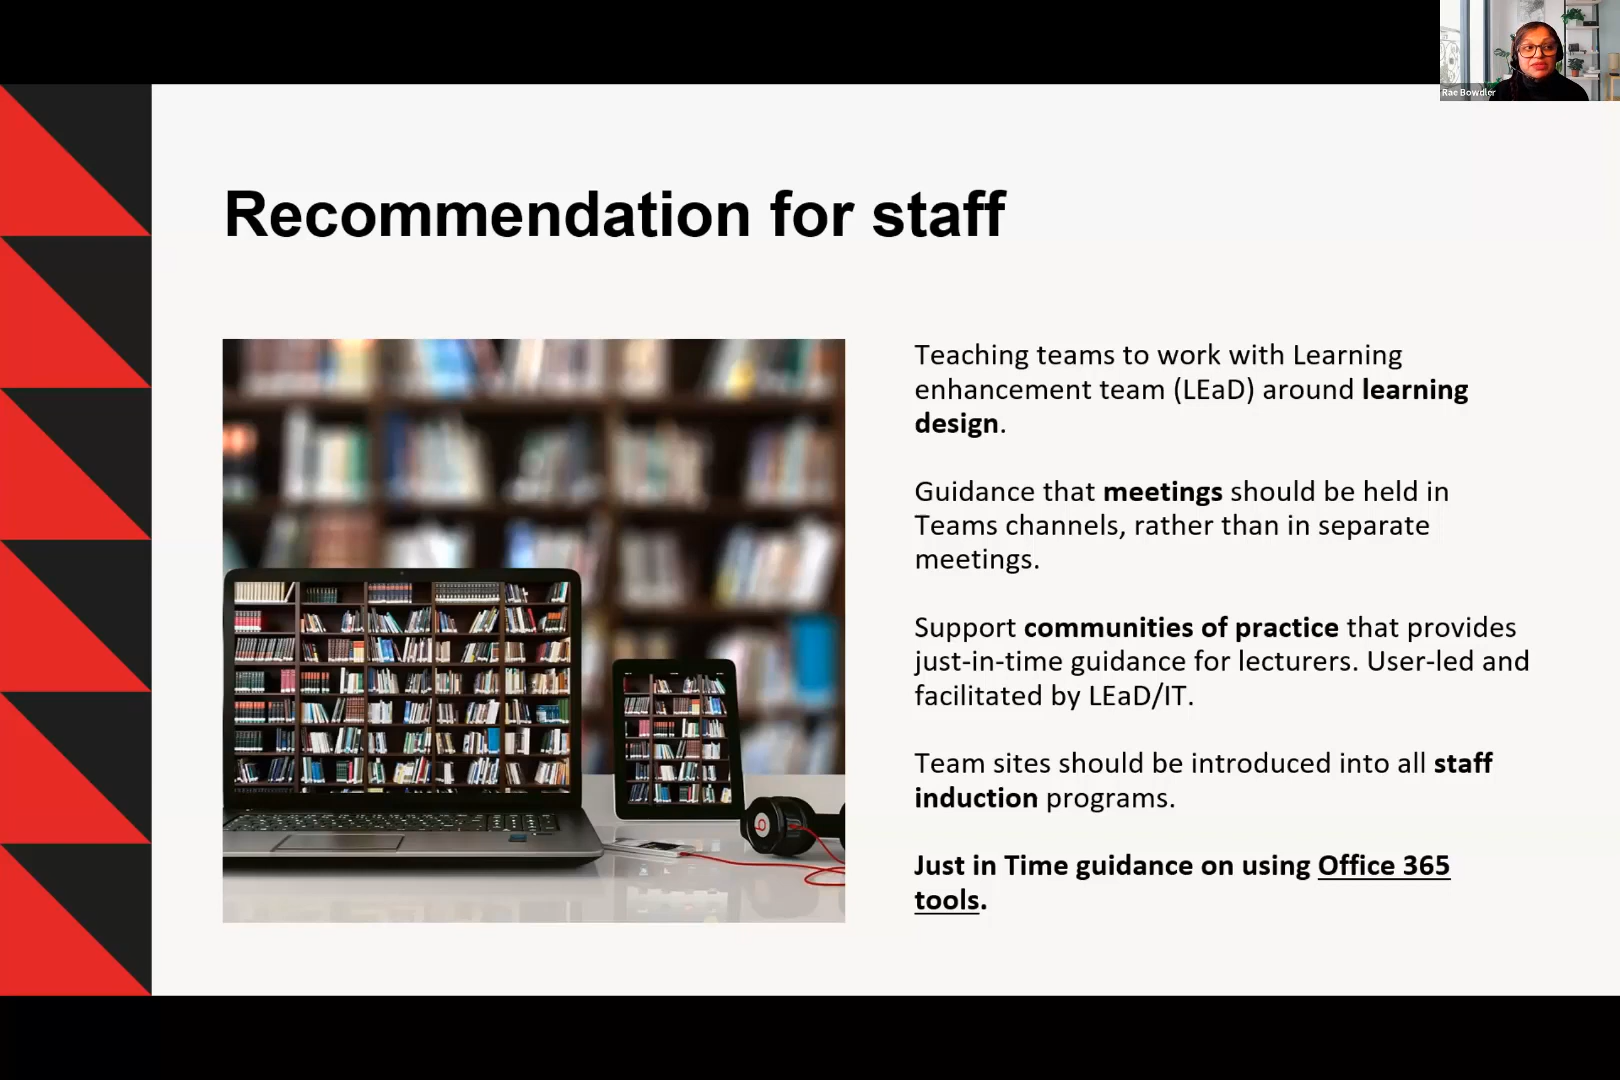 Rae Bowdler
Recommendation for staff
Teaching teams to work with Learning
enhancement team (LEaD) around learning
design.
Guidance that meetings should be held in
Teams channels, rather than in separate
meetings.
Support communities of practice that provides
just-in-time guidance for lecturers. User-led and
facilitated by LEaD/IT.
Team sites should be introduced into all staff
induction programs.
Just in Time guidance on using Office 365
tools.